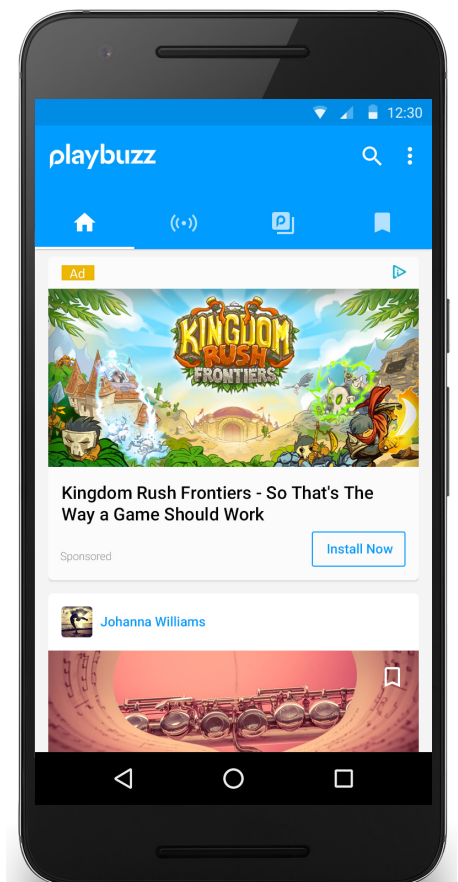 12:30
playbuzz
Ad
KINGDOM
RUSH
FRONTIERS
Kingdom Rush Frontiers - So That's The
Way a Game Should Work
Sponsored
Install Now
Johanna Williams